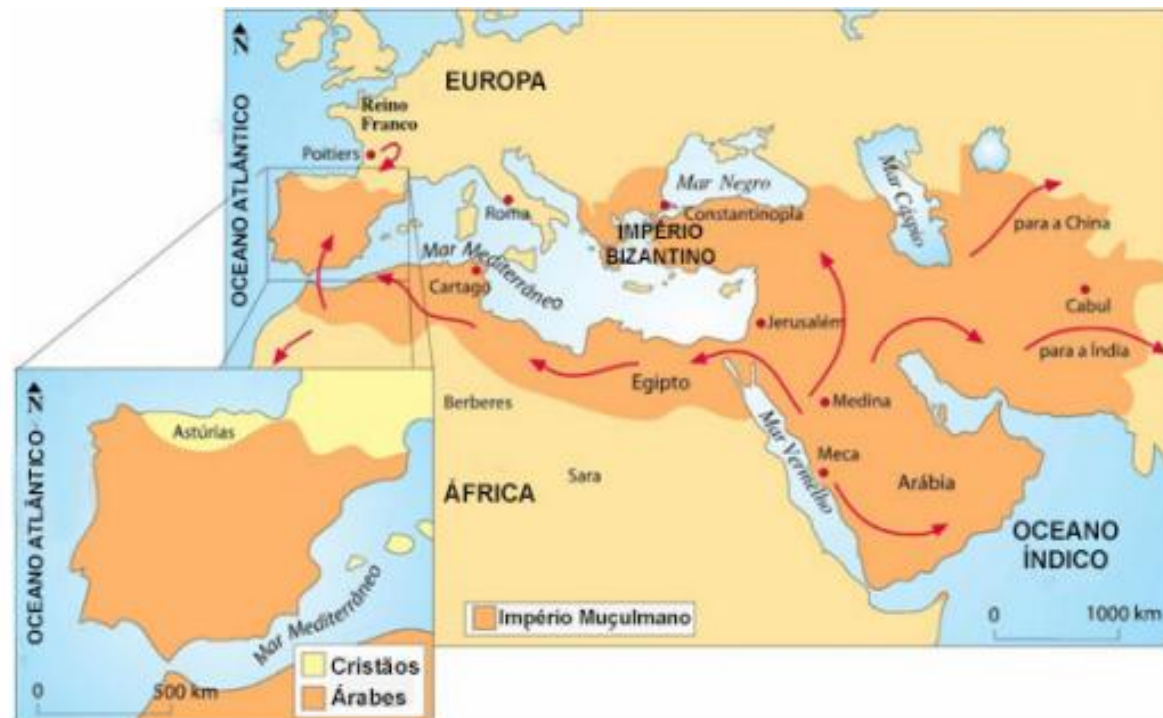 N
OCEANO ATLÂNTICO
EUROPA
Reino
Franco
Poitiers
Mar Negro
Mar Cáspio
Roma
Constantinopla
para a China
IMPÉRIO
BIZANTINO
Mar Mediterrâneo
Cartago
Cabul
Jerusalém
para a Índia
Egipto
Medina
Berberes
Mar Vermelho
Meca
Arábia
Sara
ÁFRICA
OCEANO
ÍNDICO
Império Muçulmano
0 1000 km
N
OCEANO ATLÂNTICO
Astúrias
Mar Mediterrâneo
Cristãos
Árabes
0 500 km